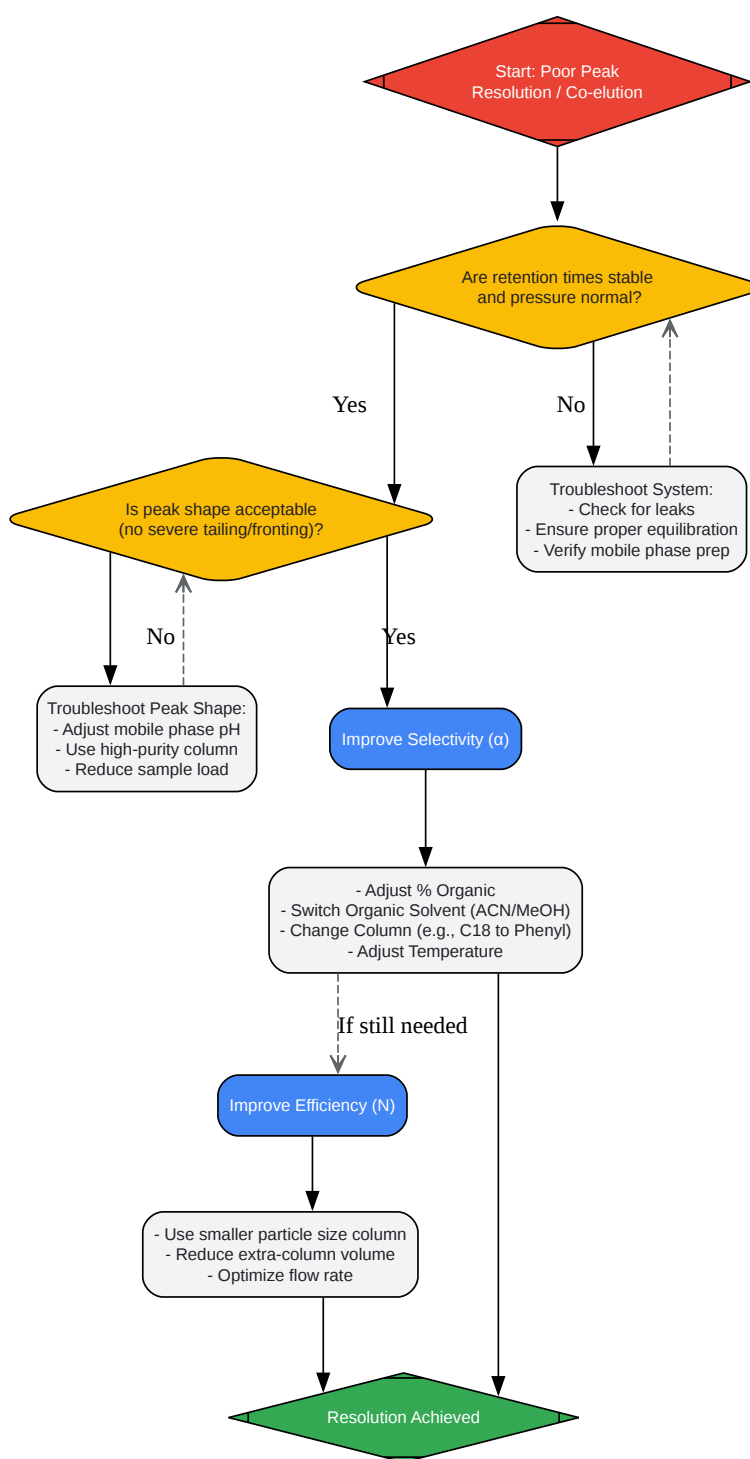 Start: Poor Peak
Resolution / Co-elution
Are retention times stable
and pressure normal?
Yes
No
Troubleshoot System:
- Check for leaks
- Ensure proper equilibration
- Verify mobile phase prep
Is peak shape acceptable
(no severe tailing/fronting)?
No
Yes
Troubleshoot Peak Shape:
- Adjust mobile phase pH
- Use high-purity column
- Reduce sample load
Improve Selectivity (α)
- Adjust % Organic
- Switch Organic Solvent (ACN/MeOH)
- Change Column (e.g., C18 to Phenyl)
- Adjust Temperature
If still needed
Improve Efficiency (N)
- Use smaller particle size column
- Reduce extra-column volume
- Optimize flow rate
Resolution Achieved